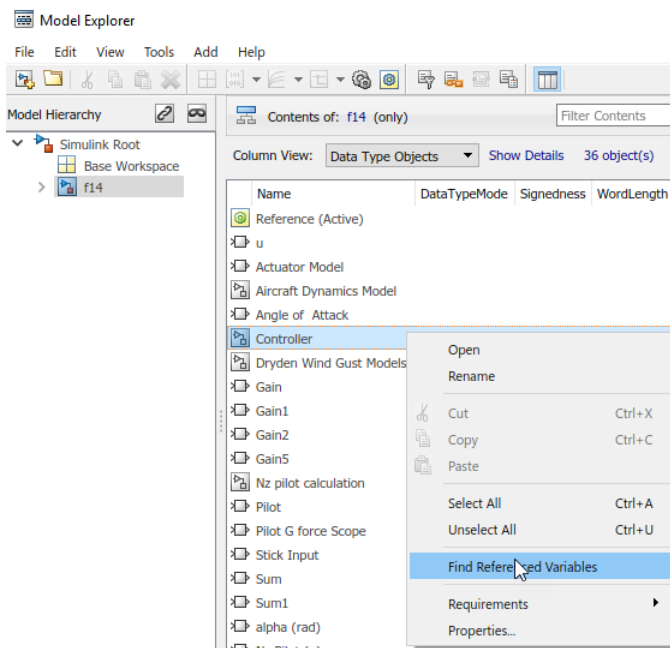 Model Explorer
File Edit View Tools Add Help
Model Hierarchy
Simulink Root
Base Workspace
f14
Contents of: f14 (only)
Filter Contents
Column View: Data Type Objects Show Details 36 object(s)
Name DataTypeMode Signedness WordLength
Reference (Active)
u
Actuator Model
Aircraft Dynamics Model
Angle of Attack
Controller
Dryden Wind Gust Models
Gain
Gain1
Gain2
Gain5
Nz pilot calculation
Pilot
Pilot G force Scope
Stick Input
Sum
Sum1
alpha (rad)
Open
Rename
Cut Ctrl+X
Copy Ctrl+C
Paste
Select All Ctrl+A
Unselect All Ctrl+U
Find Referenced Variables
Requirements
Properties...